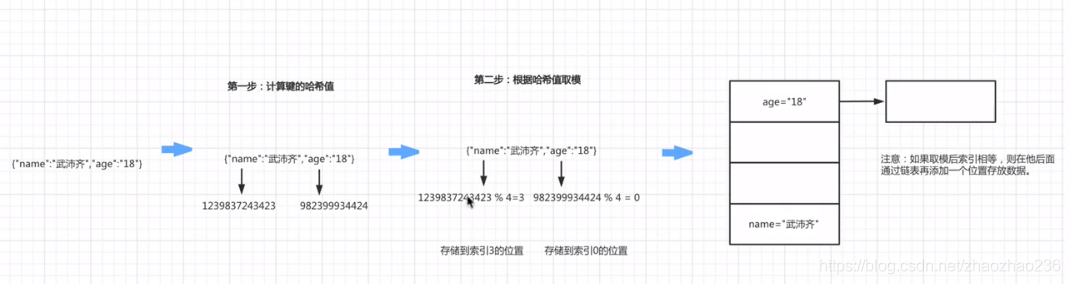 {"name":"武沛齐","age":"18"}
第一步：计算键的哈希值
{"name":"武沛齐","age":"18"}
1239837243423
982399934424
第二步：根据哈希值取模
{"name":"武沛齐","age":"18"}
1239837243423 % 4=3
982399934424 % 4 = 0
存储到索引3的位置
存储到索引0的位置
age="18"
name="武沛齐"
注意：如果取模后索引相等，则在他后面
通过链表再添加一个位置存放数据。
https://blog.csdn.net/zhaozhao236